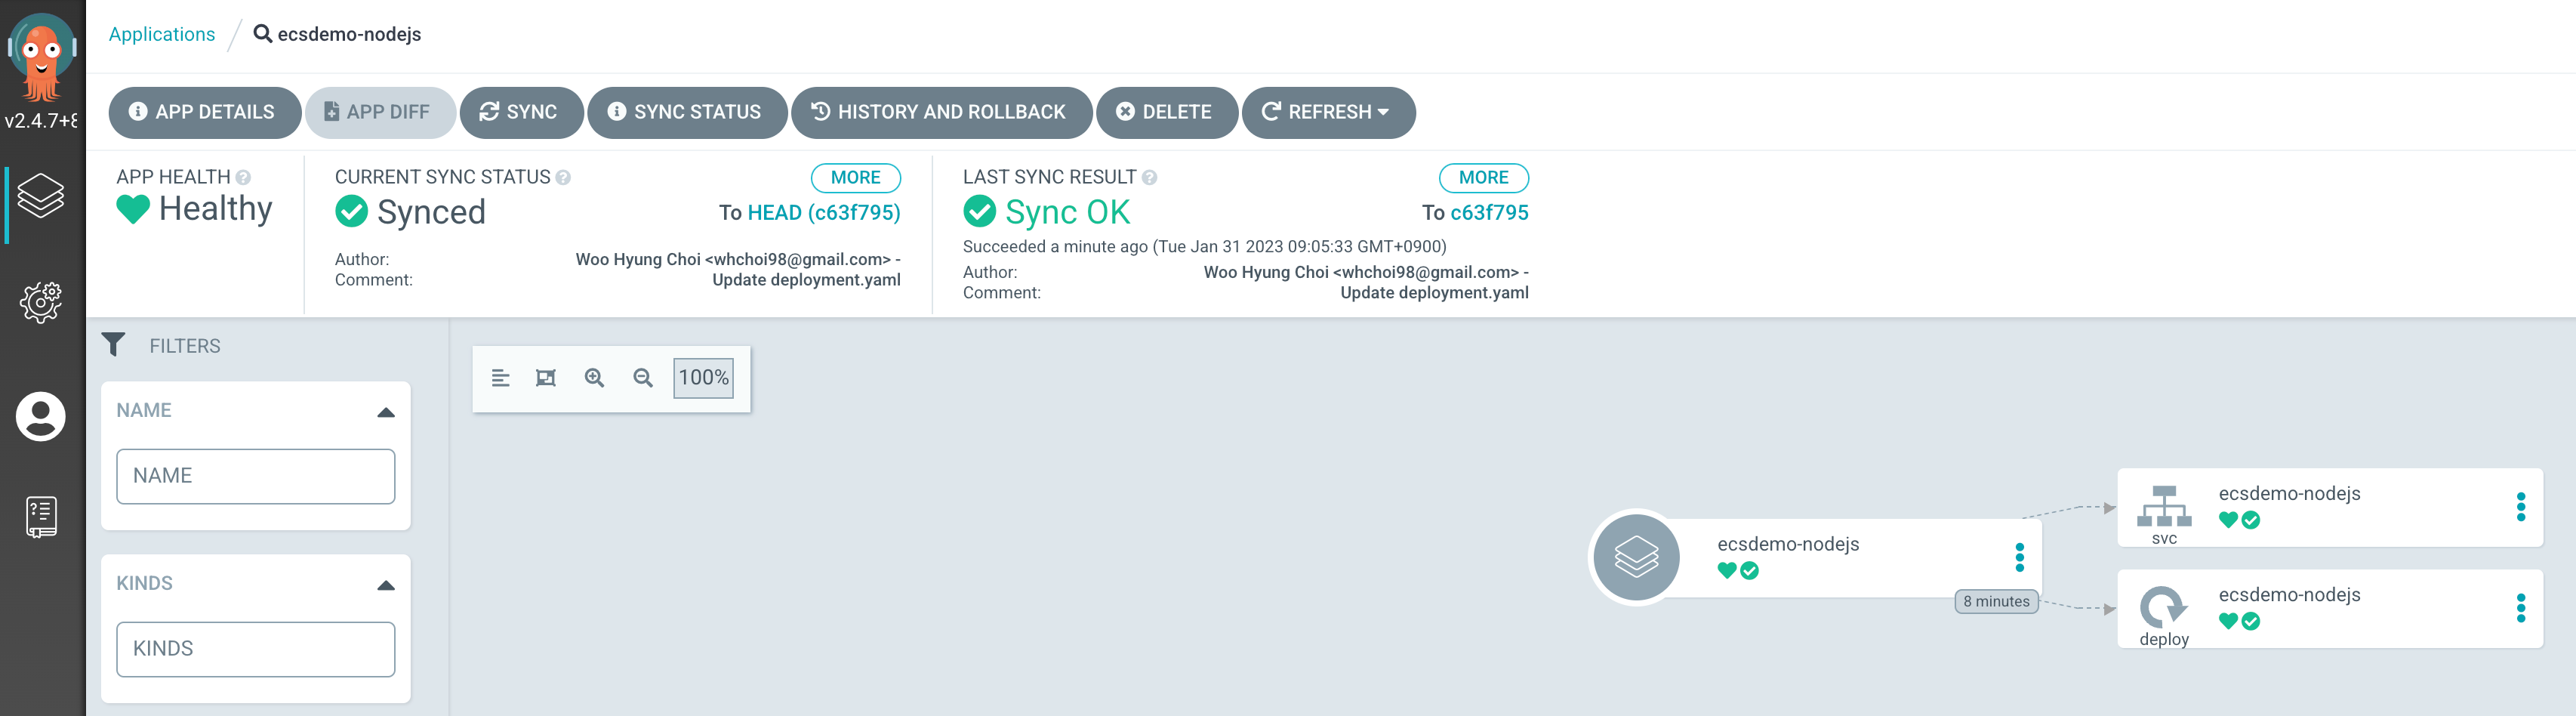 Applications / ecsdemo-nodejs
v2.4.7+8
APP DETAILS APP DIFF SYNC SYNC STATUS HISTORY AND ROLLBACK DELETE REFRESH
APP HEALTH
Healthy
CURRENT SYNC STATUS MORE
Synced To HEAD (c63f795)
Author: Woo Hyung Choi <whchoi98@gmail.com> -
Comment: Update deployment.yaml
LAST SYNC RESULT MORE
Sync OK To c63f795
Succeeded a minute ago (Tue Jan 31 2023 09:05:33 GMT+0900)
Author: Woo Hyung Choi <whchoi98@gmail.com> -
Comment: Update deployment.yaml
FILTERS
NAME
NAME
KINDS
KINDS
100%
ecsdemo-nodejs
8 minutes
ecsdemo-nodejs
svc
ecsdemo-nodejs
deploy